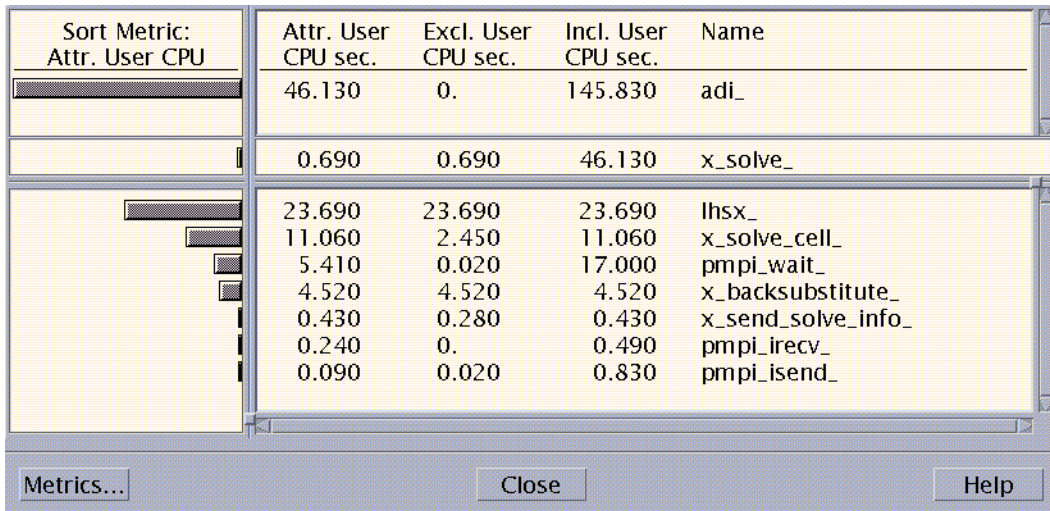 Sort Metric:
Attr. User CPU
Attr. User Excl. User Incl. User Name
CPU sec. CPU sec. CPU sec.
46.130 0. 145.830 adi_
0.690 0.690 46.130 x_solve_
23.690 23.690 23.690 lhsx_
11.060 2.450 11.060 x_solve_cell_
5.410 0.020 17.000 pmpi_wait_
4.520 4.520 4.520 x_backsubstitute_
0.430 0.280 0.430 x_send_solve_info_
0.240 0. 0.490 pmpi_irecv_
0.090 0.020 0.830 pmpi_isend_
Metrics... Close Help